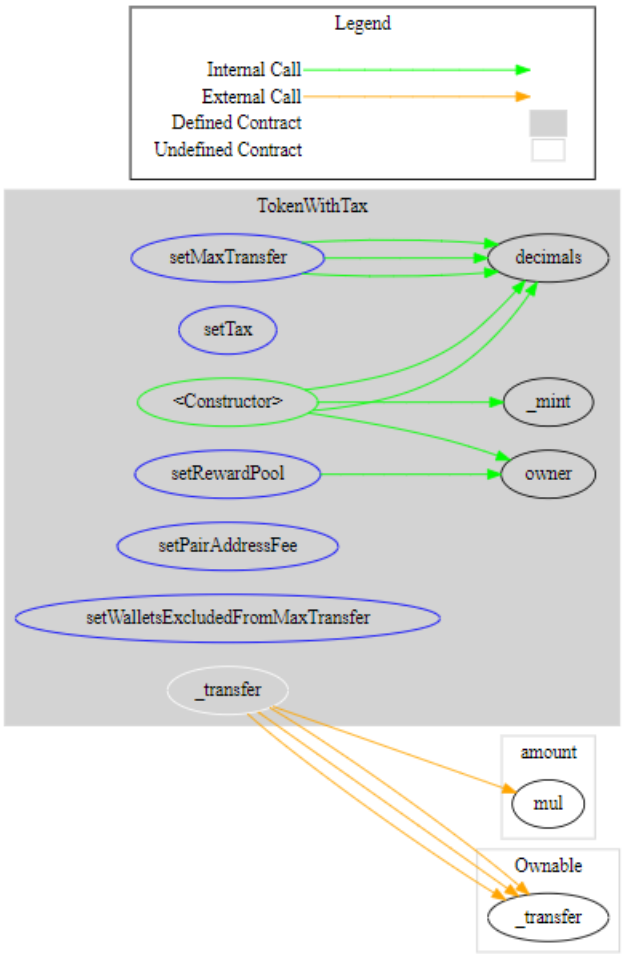 Legend
Internal Call
External Call
Defined Contract
Undefined Contract
TokenWithTax
setMaxTransfer
decimals
setTax
<Constructor>
_mint
setRewardPool
owner
setPairAddressFee
setWalletsExcludedFromMaxTransfer
_transfer
amount
mul
Ownable
_transfer